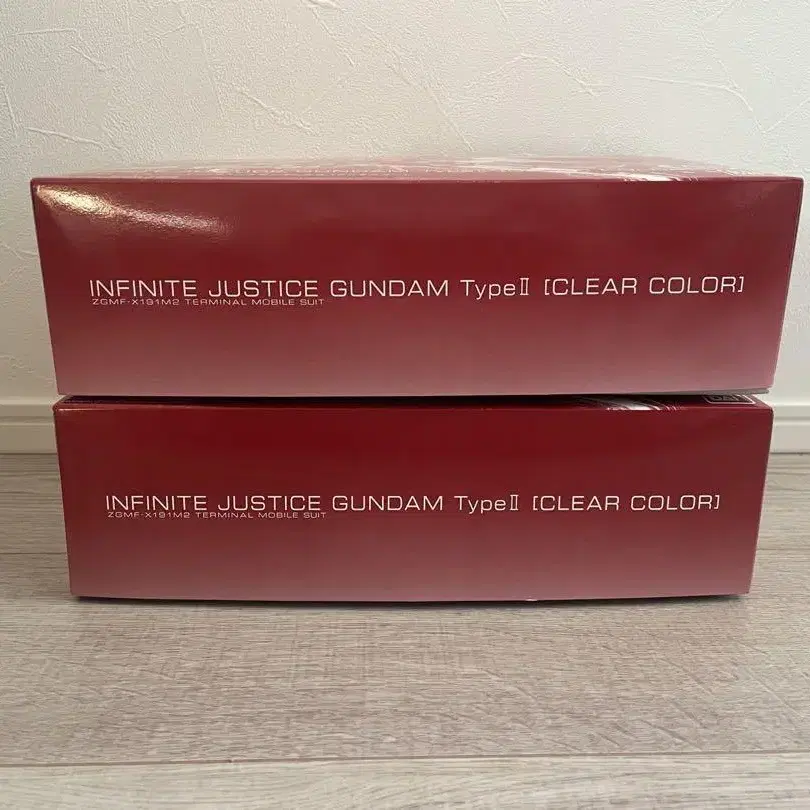 INFINITE JUSTICE GUNDAM TypeⅡ [CLEAR COLOR]
ZGMF-X191M2 TERMINAL MOBILE SUIT
INFINITE JUSTICE GUNDAM TypeⅡ [CLEAR COLOR]
ZGMF-X191M2 TERMINAL MOBILE SUIT